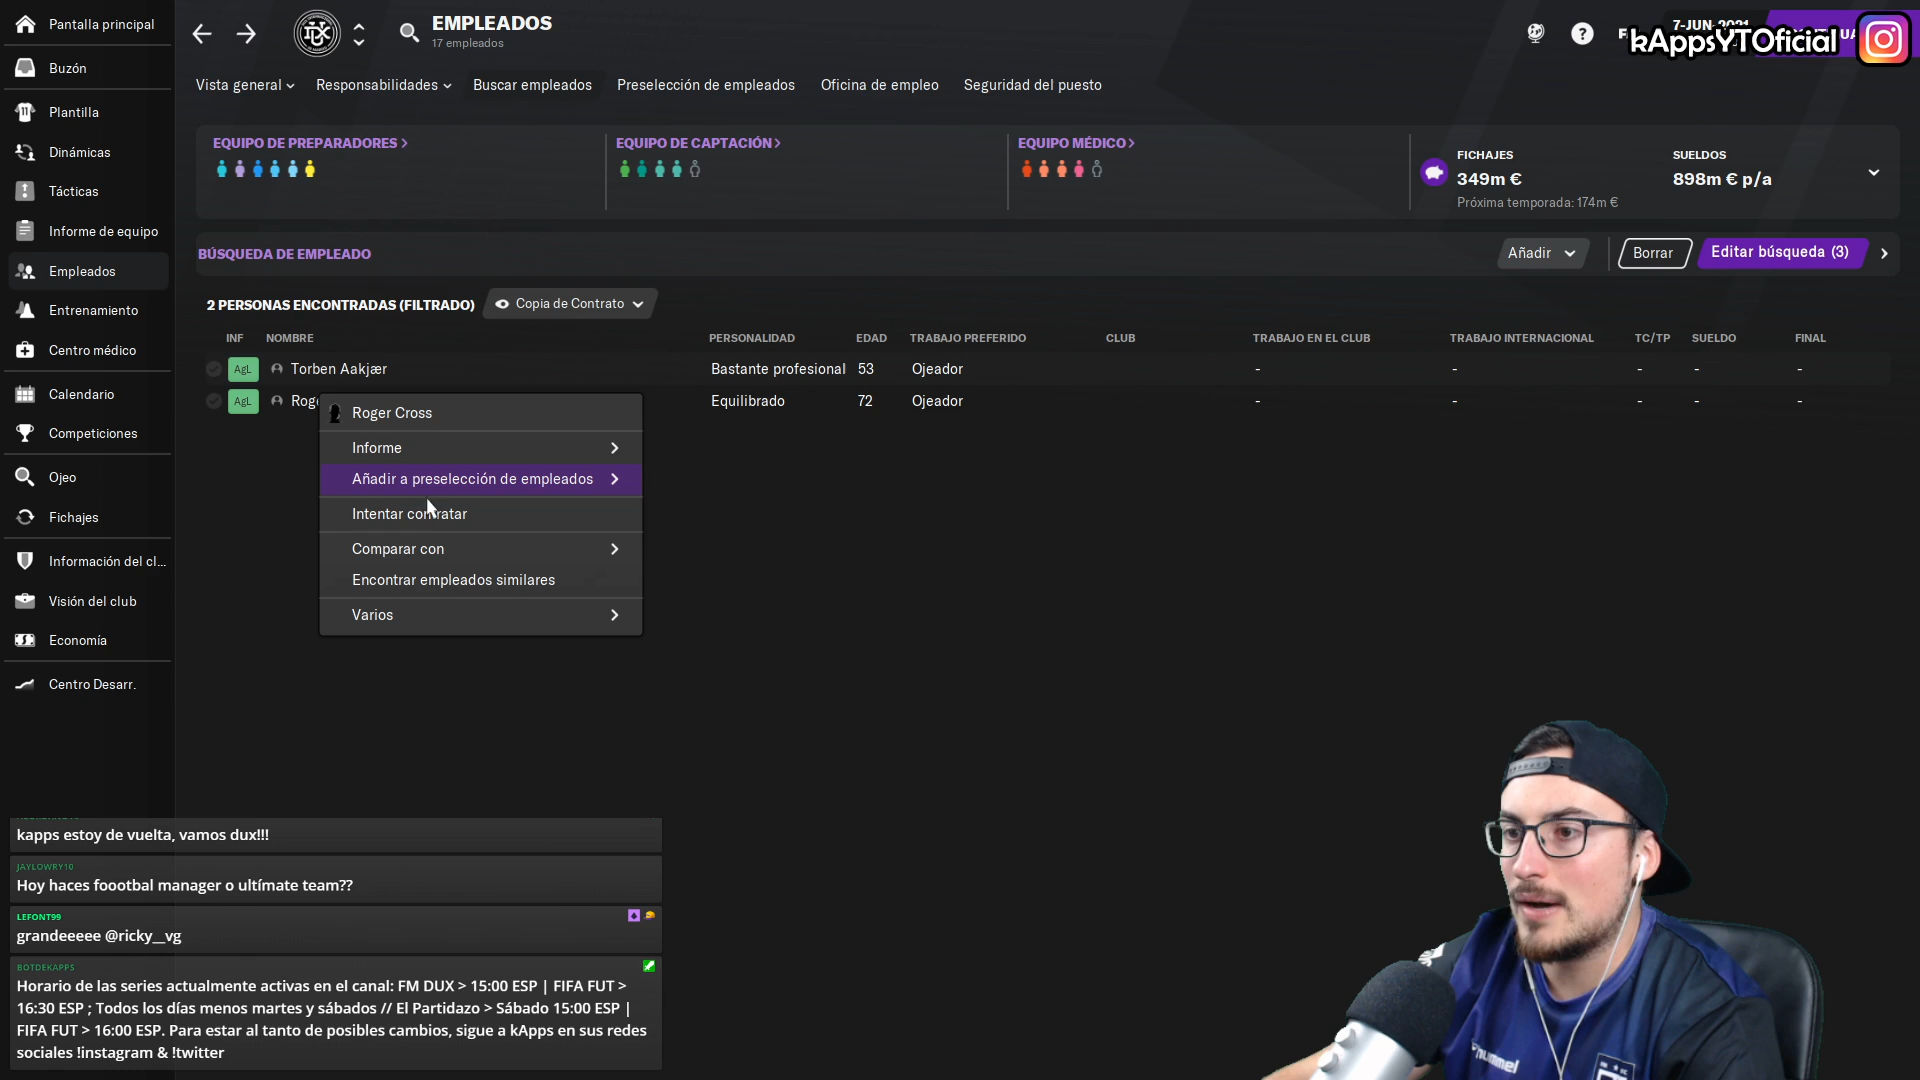 Pantalla principal
Buzón
Plantilla
Dinámicas
Tácticas
Informe de equipo
Empleados
Entrenamiento
Centro médico
Calendario
Competiciones
Ojeo
Fichajes
Información del cl...
Visión del club
Economía
Centro Desarr.
EMPLEADOS
17 empleados
7-JUN-2021
kAppsYTOficial
Vista general
Responsabilidades
Buscar empleados
Preselección de empleados
Oficina de empleo
Seguridad del puesto
EQUIPO DE PREPARADORES >
EQUIPO DE CAPTACIÓN >
EQUIPO MÉDICO >
FICHAJES
349m €
Próxima temporada: 174m €
SUELDOS
898m € p/a
BÚSQUEDA DE EMPLEADO
Añadir
Borrar
Editar búsqueda (3)
2 PERSONAS ENCONTRADAS (FILTRADO)
Copia de Contrato
INF NOMBRE PERSONALIDAD EDAD TRABAJO PREFERIDO CLUB TRABAJO EN EL CLUB TRABAJO INTERNACIONAL TC/TP SUELDO FINAL
AgL Torben Aakjær Bastante profesional 53 Ojeador - - - - -
AgL Equilibrado 72 Ojeador - - - - -
Roger Cross
Informe
Añadir a preselección de empleados
Intentar contratar
Comparar con
Encontrar empleados similares
Varios
kapps estoy de vuelta, vamos dux!!!
JAYLOWRY10
Hoy haces foootbal manager o ultímate team??
LEFONT99
grandeeeee @ricky__vg
BOTDEKAPPS
Horario de las series actualmente activas en el canal: FM DUX > 15:00 ESP | FIFA FUT >
16:30 ESP ; Todos los días menos martes y sábados // El Partidazo > Sábado 15:00 ESP |
FIFA FUT > 16:00 ESP. Para estar al tanto de posibles cambios, sigue a kApps en sus redes
sociales !instagram & !twitter
hummel